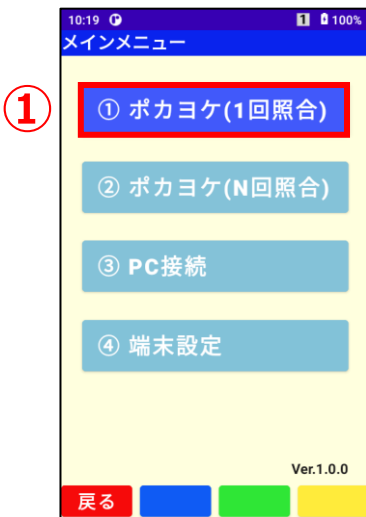 10:19 1 100%
メインメニュー
①
① ポカヨケ(1回照合)
② ポカヨケ(N回照合)
③ PC接続
④ 端末設定
Ver.1.0.0
戻る